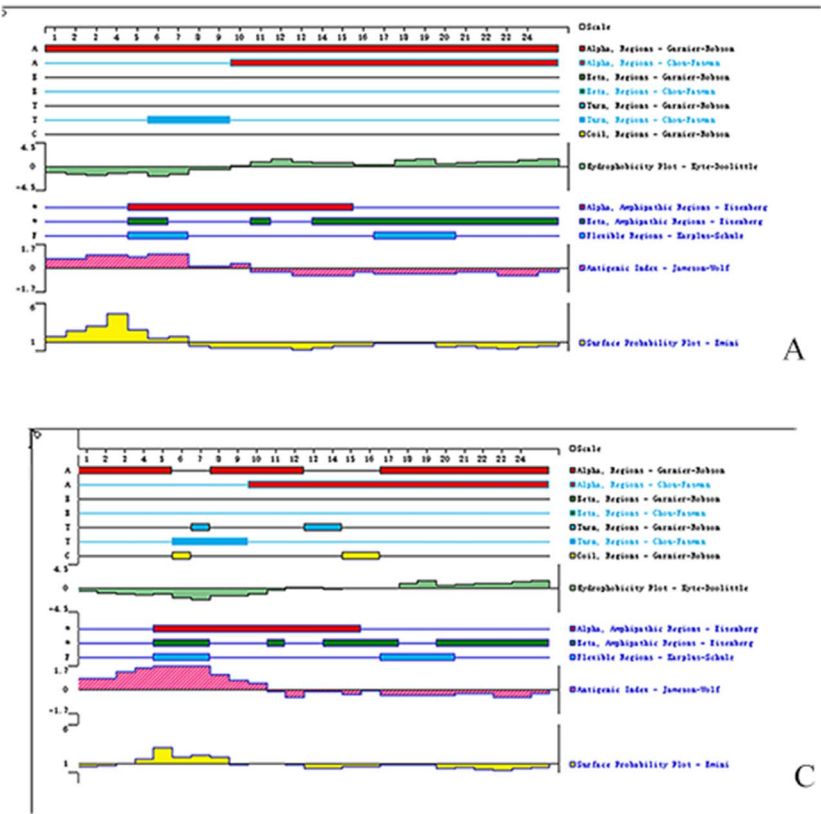 Scale
1 2 3 4 5 6 7 8 9 10 11 12 13 14 15 16 17 18 19 20 21 22 23 24
A Alpha, Regions - Garnier-Robson
A Alpha, Regions - Chou-Fasman
B Beta, Regions - Garnier-Robson
B Beta, Regions - Chou-Fasman
T Turn, Regions - Garnier-Robson
T Turn, Regions - Chou-Fasman
C Coil, Regions - Garnier-Robson
4.5
0 Hydrophobicity Plot - Kyte-Doolittle
-4.5
* Alpha, Amphipathic Regions - Eisenberg
* Beta, Amphipathic Regions - Eisenberg
F Flexible Regions - Karplus-Schulz
1.7
0 Antigenic Index - Jameson-Wolf
-1.7
6
1 Surface Probability Plot - Emini
A
Scale
1 2 3 4 5 6 7 8 9 10 11 12 13 14 15 16 17 18 19 20 21 22 23 24
A Alpha, Regions - Garnier-Robson
A Alpha, Regions - Chou-Fasman
B Beta, Regions - Garnier-Robson
B Beta, Regions - Chou-Fasman
T Turn, Regions - Garnier-Robson
T Turn, Regions - Chou-Fasman
C Coil, Regions - Garnier-Robson
4.5
0 Hydrophobicity Plot - Kyte-Doolittle
-4.5
* Alpha, Amphipathic Regions - Eisenberg
* Beta, Amphipathic Regions - Eisenberg
F Flexible Regions - Karplus-Schulz
1.7
0 Antigenic Index - Jameson-Wolf
-1.7
6
1 Surface Probability Plot - Emini
C